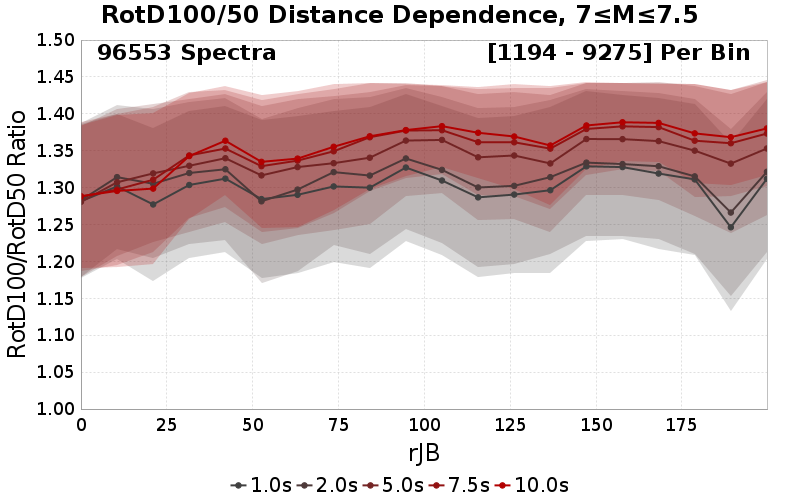 RotD100/50 Distance Dependence, 7≤M≤7.5
96553 Spectra
[1194 - 9275] Per Bin
RotD100/RotD50 Ratio
1.50
1.45
1.40
1.35
1.30
1.25
1.20
1.15
1.10
1.05
1.00
0 25 50 75 100 125 150 175
rJB
1.0s 2.0s 5.0s 7.5s 10.0s